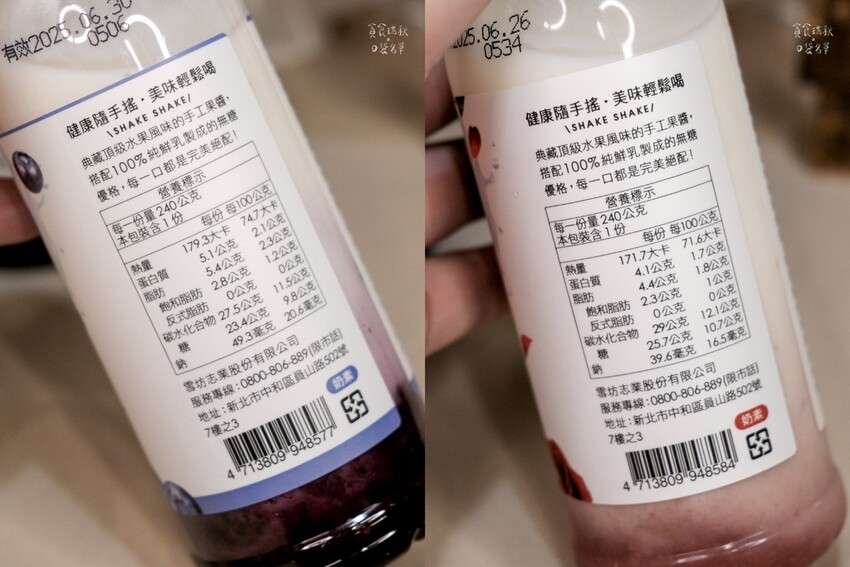 有效2025.06.30
0506
健康隨手搖・美味輕鬆喝
\SHAKE SHAKE/
典藏頂級水果風味的手工果醬,
搭配100%純鮮乳製成的無糖
優格,每一口都是完美絕配!
營養標示
每一份量240公克
本包裝含1份
每份 每100公克
熱量 179.3大卡 74.7大卡
蛋白質 5.1公克 2.1公克
脂肪 5.4公克 2.3公克
飽和脂肪 2.8公克 1.2公克
反式脂肪 0公克 0公克
碳水化合物 27.5公克 11.5公克
糖 23.4公克 9.8公克
鈉 49.3毫克 20.6毫克
雪坊志業股份有限公司
服務專線:0800-806-889(限市話)
地址:新北市中和區員山路502號
7樓之3
奶素
4 713809 948577
2025.06.26
0534
健康隨手搖・美味輕鬆喝
\SHAKE SHAKE/
典藏頂級水果風味的手工果醬,
搭配100%純鮮乳製成的無糖
優格,每一口都是完美絕配!
營養標示
每一份量240公克
本包裝含1份
每份 每100公克
熱量 171.7大卡 71.6大卡
蛋白質 4.1公克 1.7公克
脂肪 4.4公克 1.8公克
飽和脂肪 2.3公克 1公克
反式脂肪 0公克 0公克
碳水化合物 29公克 12.1公克
糖 25.7公克 10.7公克
鈉 39.6毫克 16.5毫克
雪坊志業股份有限公司
服務專線:0800-806-889(限市話)
地址:新北市中和區員山路502號
7樓之3
奶素
4 713809 948584